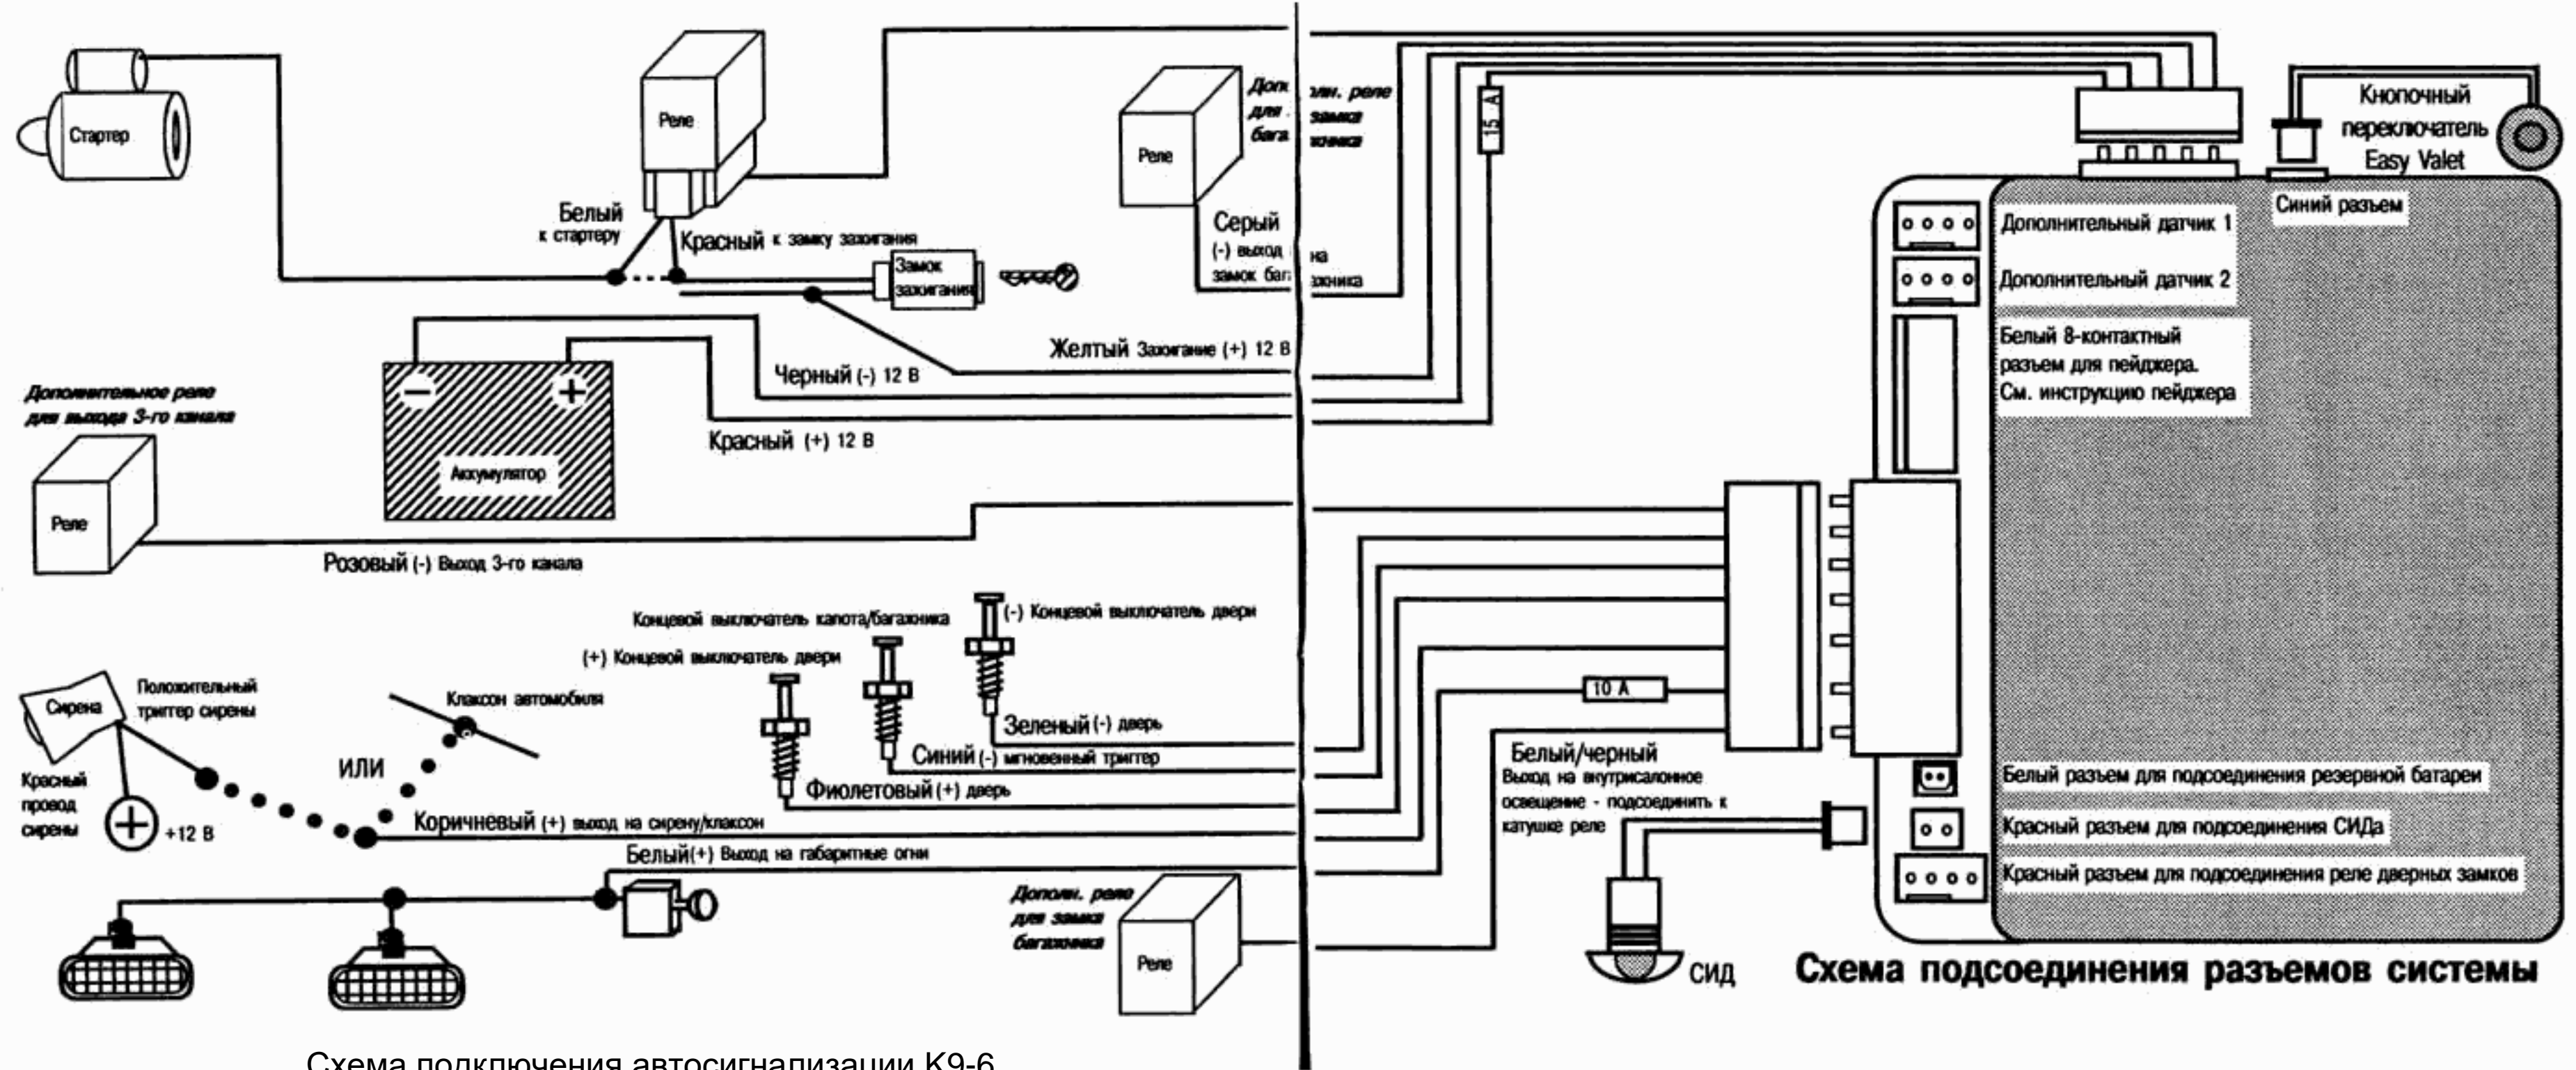 Стартер
Реле
Белый
к стартеру
Красный к замку зажигания
Замок
зажигания
Реле
Серый
(-) выход на
замок багажника
Желтый Зажигание (+) 12 В
Черный (-) 12 В
Красный (+) 12 В
Аккумулятор
Дополнительное реле
для выхода 3-го канала
Реле
Розовый (-) Выход 3-го канала
Концевой выключатель капота/багажника
(-) Концевой выключатель двери
(+) Концевой выключатель двери
Зеленый (-) дверь
Синий (-) мгновенный триггер
Фиолетовый (+) дверь
Сирена
Положительный
триггер сирены
Клаксон автомобиля
ИЛИ
Красный
провод
сирены
+12 В
Коричневый (+) выход на сирену/клаксон
Белый(+) Выход на габаритные огни
Дополн. реле
для замка
багажника
Реле
Дополн. реле
для замка
багажника
15 А
10 А
Кнопочный
переключатель
Easy Valet
Синий разъем
Дополнительный датчик 1
Дополнительный датчик 2
Белый 8-контактный
разъем для пейджера.
См. инструкцию пейджера
Белый/черный
Выход на внутрисалонное
освещение - подсоединить к
катушке реле
Белый разъем для подсоединения резервной батареи
Красный разъем для подсоединения СИДа
Красный разъем для подсоединения реле дверных замков
СИД
Схема подсоединения разъемов системы
Схема подключения автосигнализации К9-6